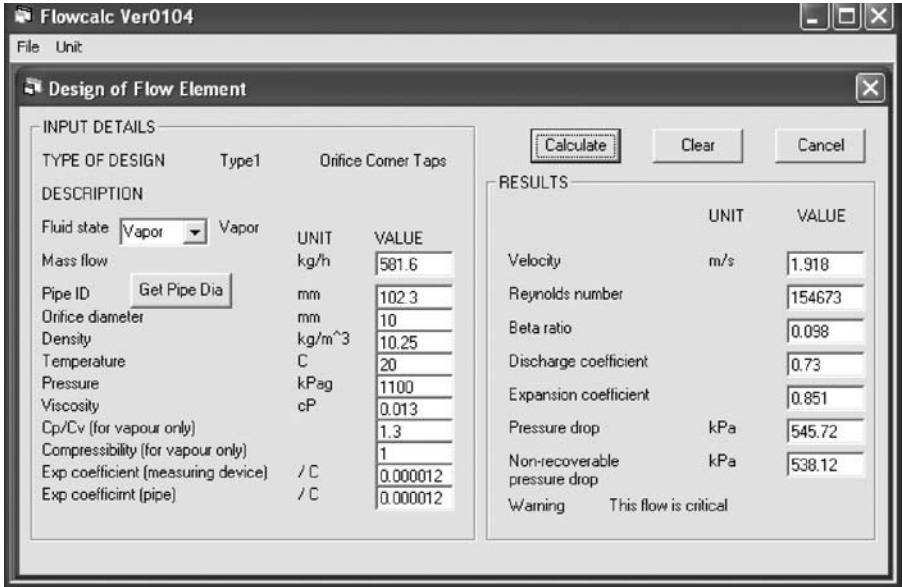 Flowcalc Ver0104
File Unit
Design of Flow Element
INPUT DETAILS
TYPE OF DESIGN Type1 Orifice Corner Taps
DESCRIPTION
Fluid state Vapor Vapor
UNIT VALUE
Mass flow kg/h 581.6
Pipe ID Get Pipe Dia mm 102.3
Orifice diameter mm 10
Density kg/m^3 10.25
Temperature C 20
Pressure kPag 1100
Viscosity cP 0.013
Cp/Cv (for vapour only) 1.3
Compressibility (for vapour only) 1
Exp coefficient (measuring device) / C 0.000012
Exp coefficimt (pipe) / C 0.000012
Calculate Clear Cancel
RESULTS
UNIT VALUE
Velocity m/s 1.918
Reynolds number 154673
Beta ratio 0.098
Discharge coefficient 0.73
Expansion coefficient 0.851
Pressure drop kPa 545.72
Non-recoverable kPa 538.12
pressure drop
Warning This flow is critical